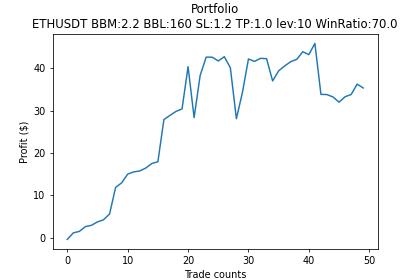 Portfolio
ETHUSDT BBM:2.2 BBL:160 SL:1.2 TP:1.0 lev:10 WinRatio:70.0
40
30
20
10
0
Profit ($)
0 10 20 30 40 50
Trade counts